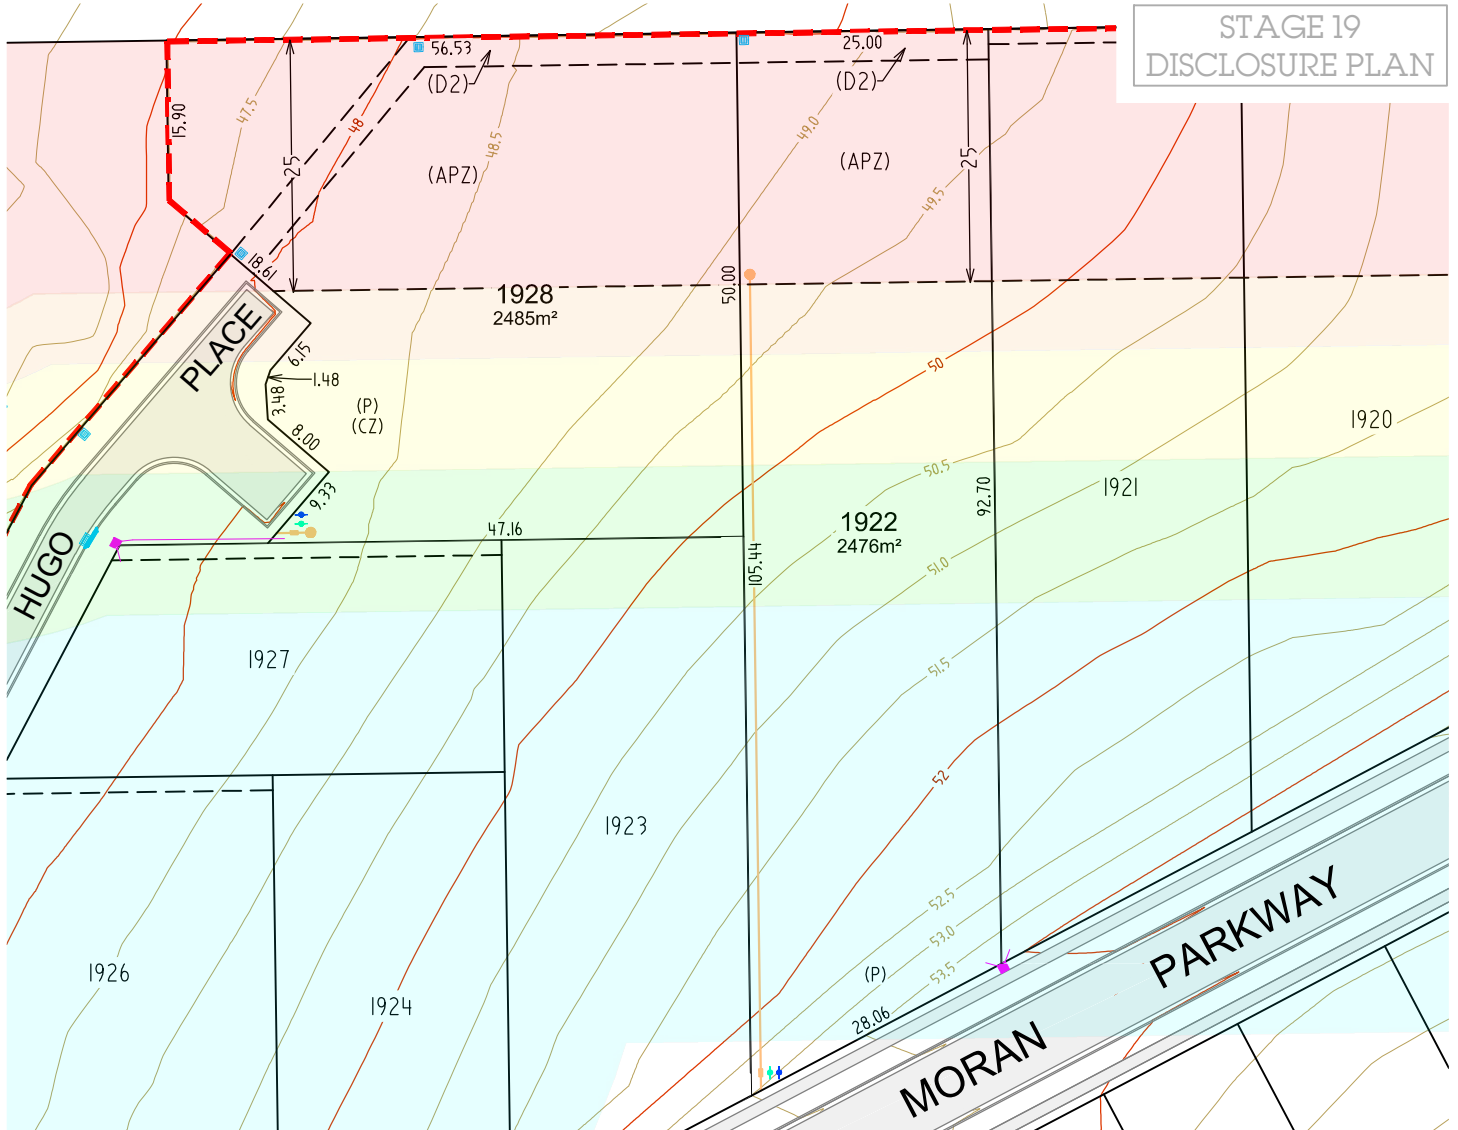 STAGE 19
DISCLOSURE PLAN
56.53
25.00
(D2)
(D2)
15.90
47.5
48
48.5
49.0
25
25
(APZ)
(APZ)
49.5
18.61
50.00
1928
2485m²
PLACE
6.15
1.48
3.48
50
(P)
(CZ)
8.00
1920
50.5
9.33
92.70
1921
47.16
1922
2476m²
HUGO
105.44
51.0
1927
51.5
52
1923
52.5
53.0
53.5
PARKWAY
1926
(P)
1924
28.06
MORAN